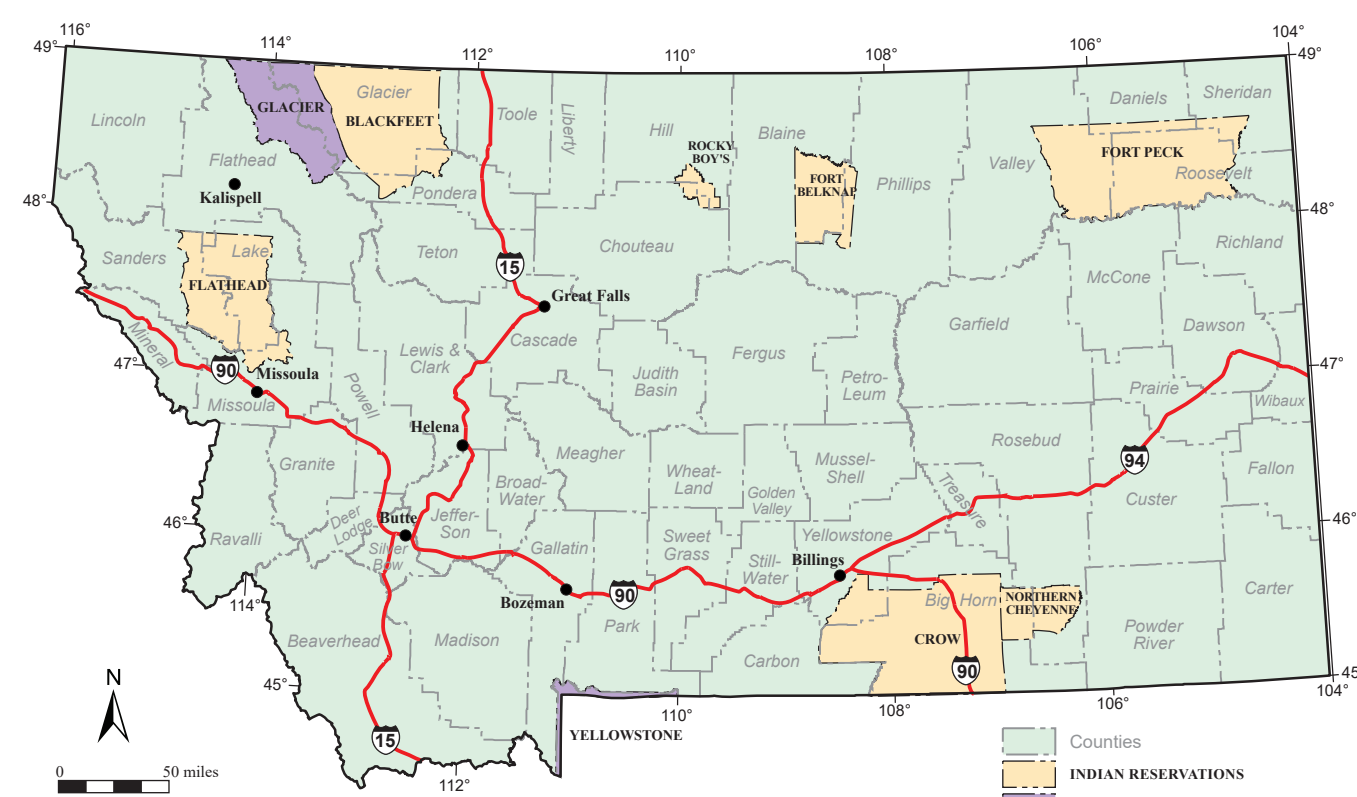 116°
114°
112°
110°
108°
106°
104°
49°
49°
Glacier
GLACIER
BLACKFEET
Lincoln
Toole
Liberty
Hill
Blaine
Daniels
Sheridan
Flathead
Kalispell
ROCKY
BOY'S
FORT
BELKNAP
Phillips
Valley
FORT PECK
Roosevelt
Pondera
48°
48°
Sanders
Lake
FLATHEAD
Teton
15
Chouteau
Richland
McCone
Great Falls
Mineral
Cascade
Lewis &
Clark
Fergus
Garfield
Dawson
47°
47°
90
Missoula
Missoula
Powell
Judith
Basin
Petro-
Leum
Prairie
Wibaux
Helena
Granite
Meagher
Broad-
Water
Wheat-
Land
Golden
Valley
Mussel-
Shell
Rosebud
Treasure
94
Custer
Fallon
46°
46°
Ravalli
Deer
Lodge
Butte
Silver
Bow
Jeffer-
Son
Gallatin
Sweet
Grass
Still-
Water
Yellowstone
Billings
114°
Bozeman
90
Park
Big Horn
NORTHERN
CHEYENNE
Carter
Beaverhead
Madison
Carbon
CROW
90
Powder
River
45°
45
104°
N
15
YELLOWSTONE
110°
108°
106°
112°
0
50 miles
Counties
INDIAN RESERVATIONS